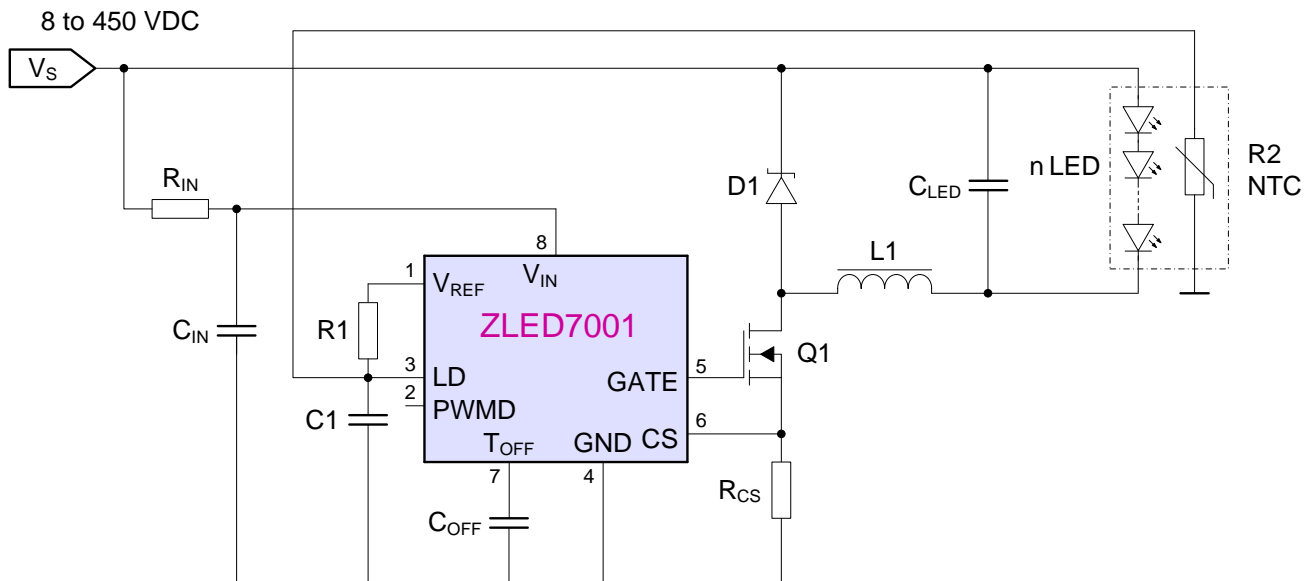 8 to 450 VDC
VS
RIN
CIN
R1
C1
1
VREF
8
VIN
ZLED7001
3
LD
2
PWMD
TOFF
7
GND
4
GATE
5
CS
6
COFF
D1
L1
Q1
RCS
CLED
n LED
R2
NTC